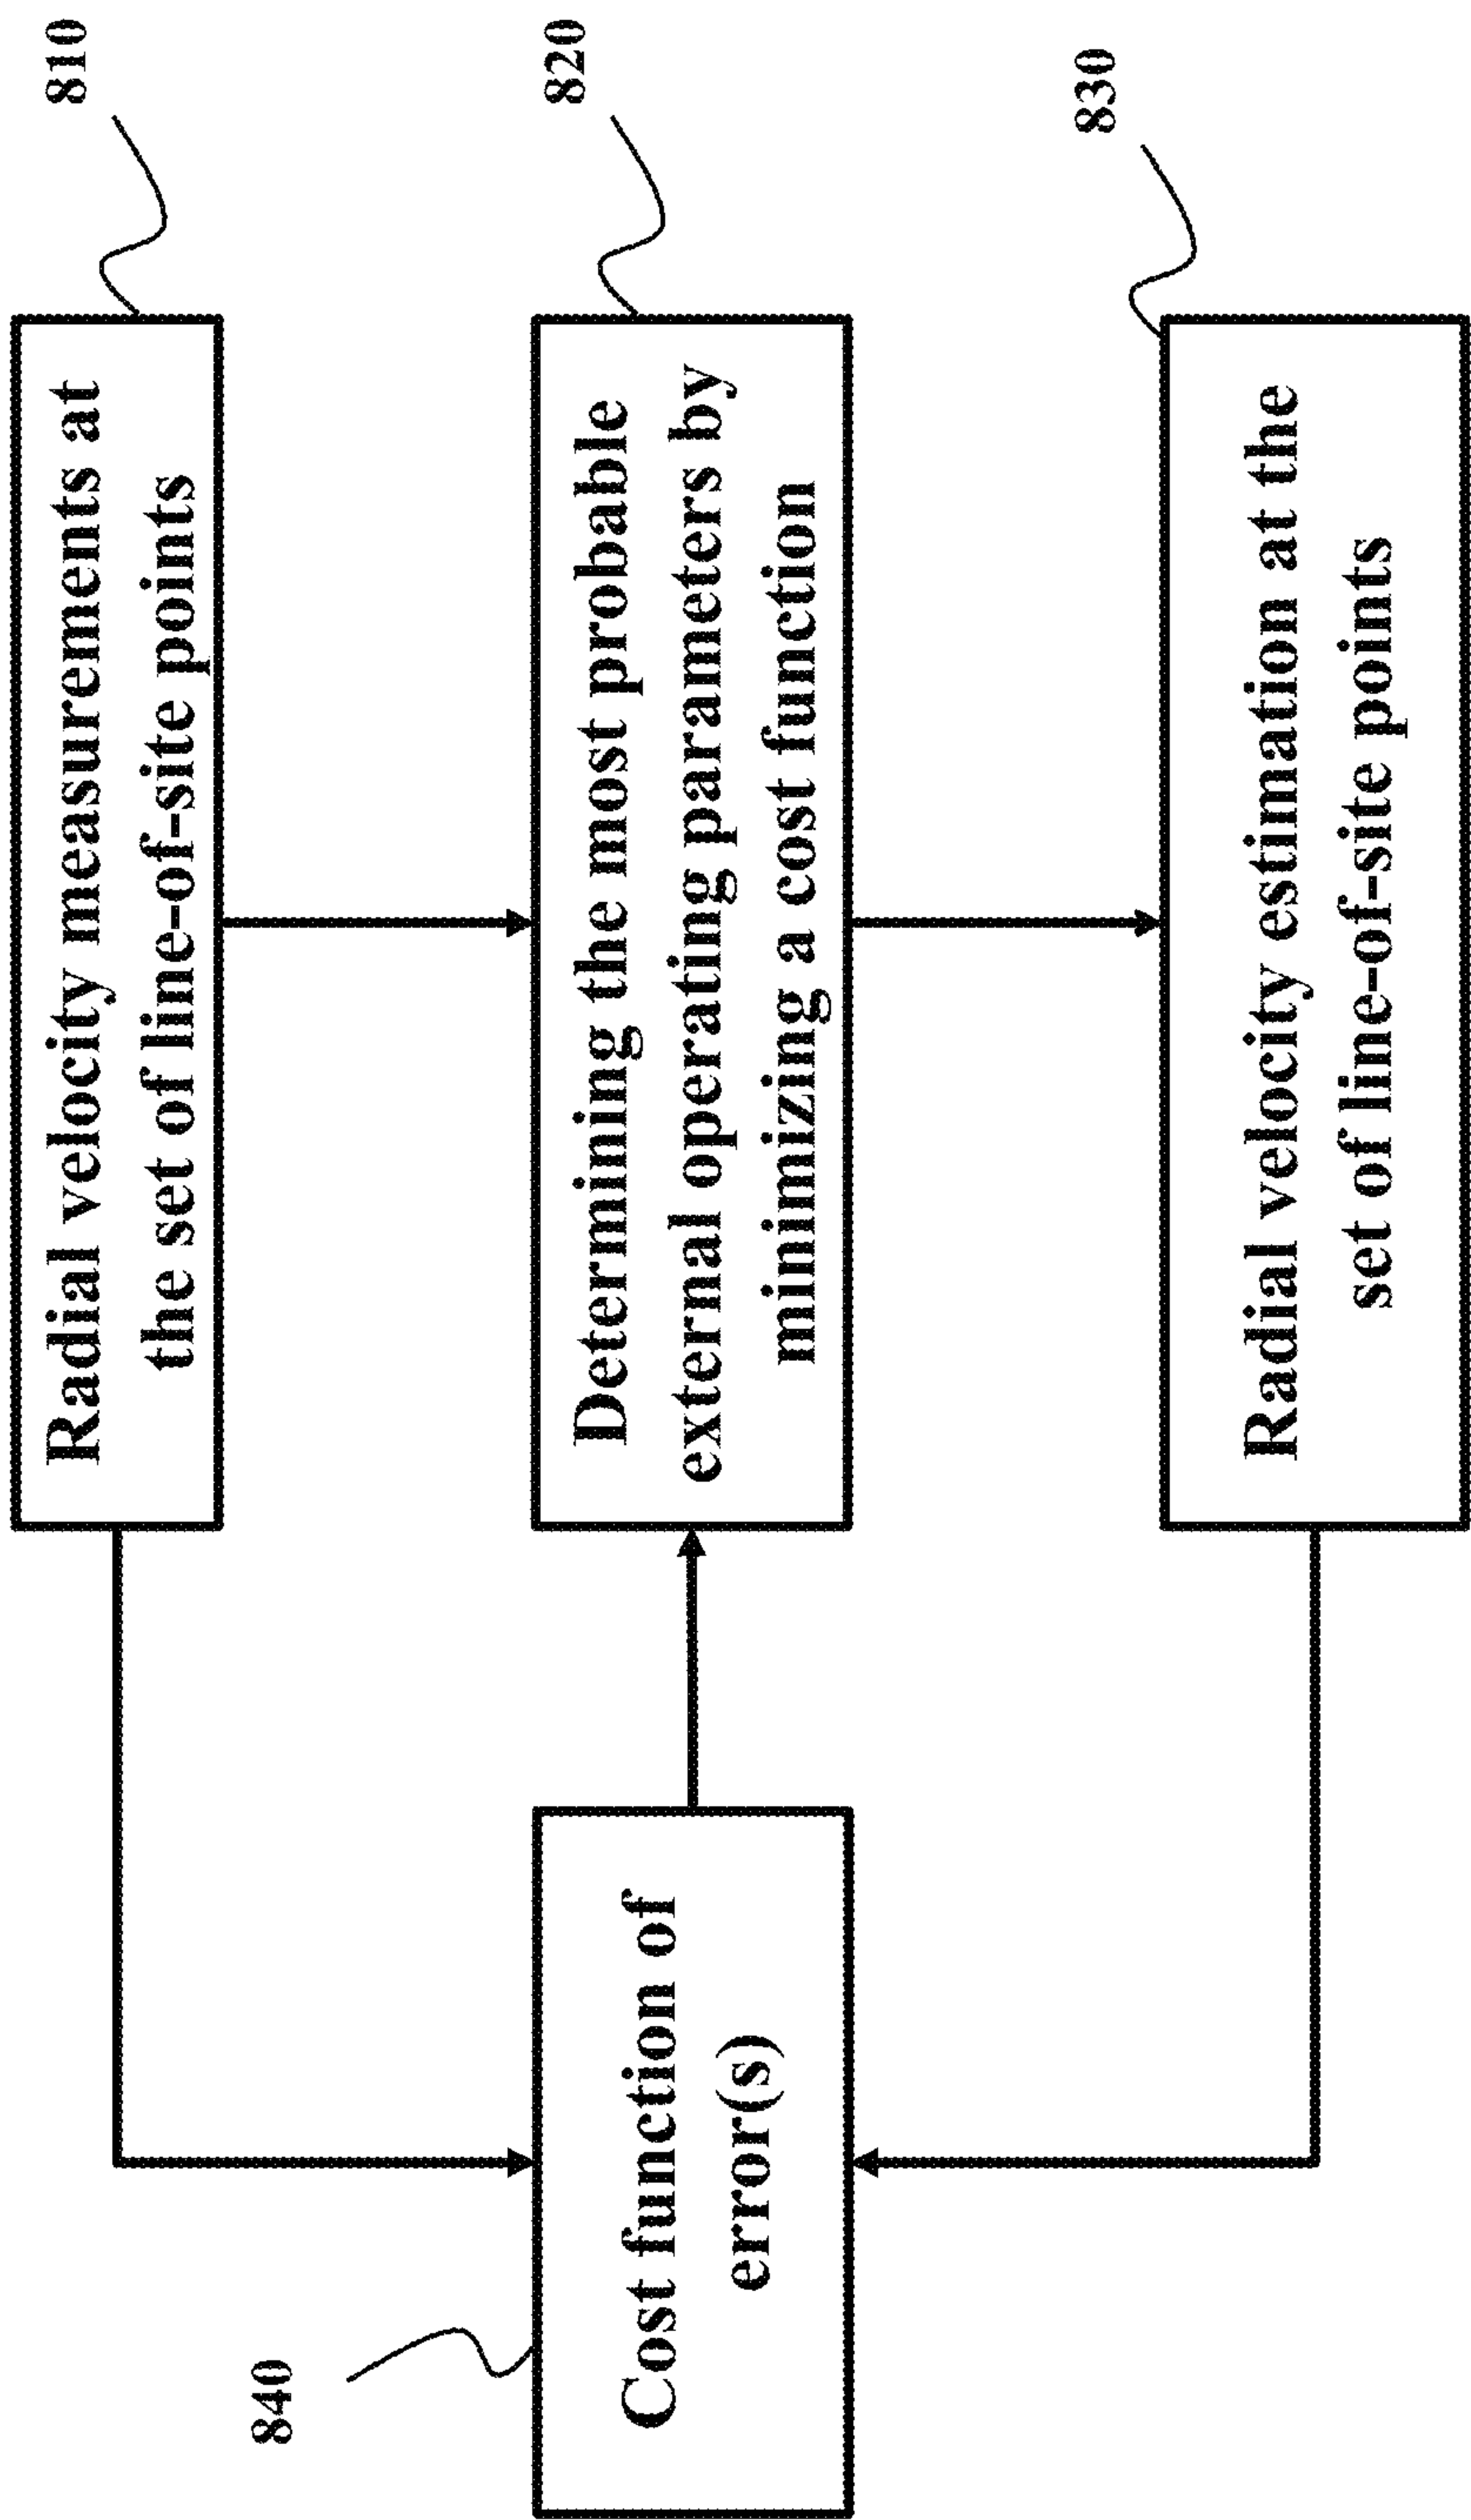 Radial velocity measurements at
the set of line-of-site points
810
Determining the most probable
external operating parameters by
minimizing a cost function
820
Radial velocity estimation at the
set of line-of-site points
830
840
Cost function of
error(s)